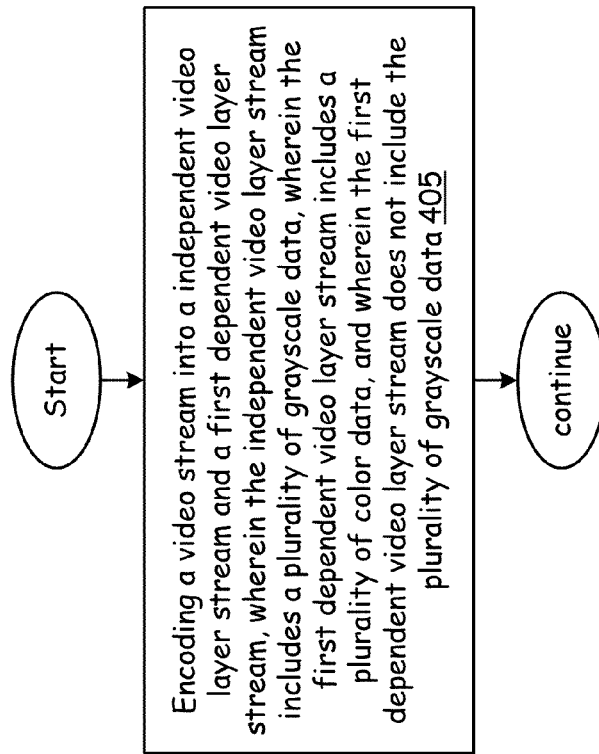 Start
Encoding a video stream into a independent video
layer stream and a first dependent video layer
stream, wherein the independent video layer stream
includes a plurality of grayscale data, wherein the
first dependent video layer stream includes a
plurality of color data, and wherein the first
dependent video layer stream does not include the
plurality of grayscale data 405
continue